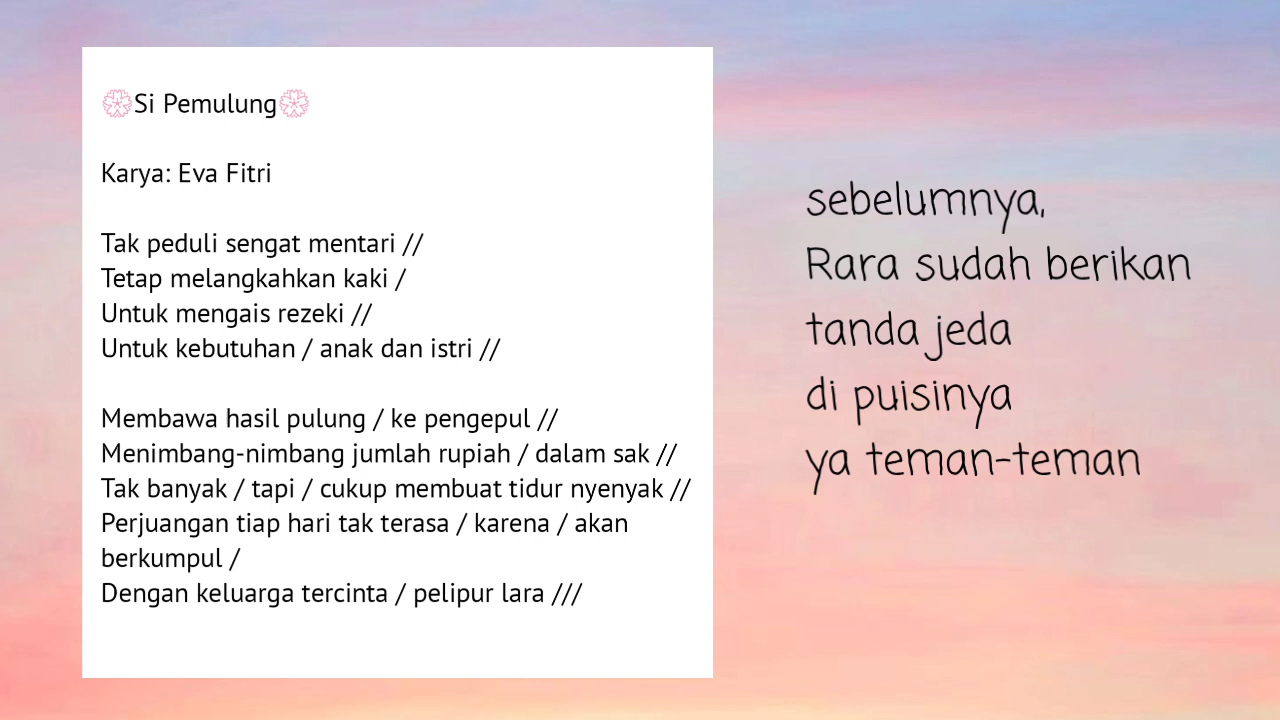 🌸Si Pemulung🌸
Karya: Eva Fitri
Tak peduli sengat mentari //
Tetap melangkahkan kaki /
Untuk mengais rezeki //
Untuk kebutuhan / anak dan istri //
Membawa hasil pulung / ke pengepul //
Menimbang-nimbang jumlah rupiah / dalam sak //
Tak banyak / tapi / cukup membuat tidur nyenyak //
Perjuangan tiap hari tak terasa / karena / akan
berkumpul /
Dengan keluarga tercinta / pelipur lara ///
sebelumnya,
Rara sudah berikan
tanda jeda
di puisinya
ya teman-teman